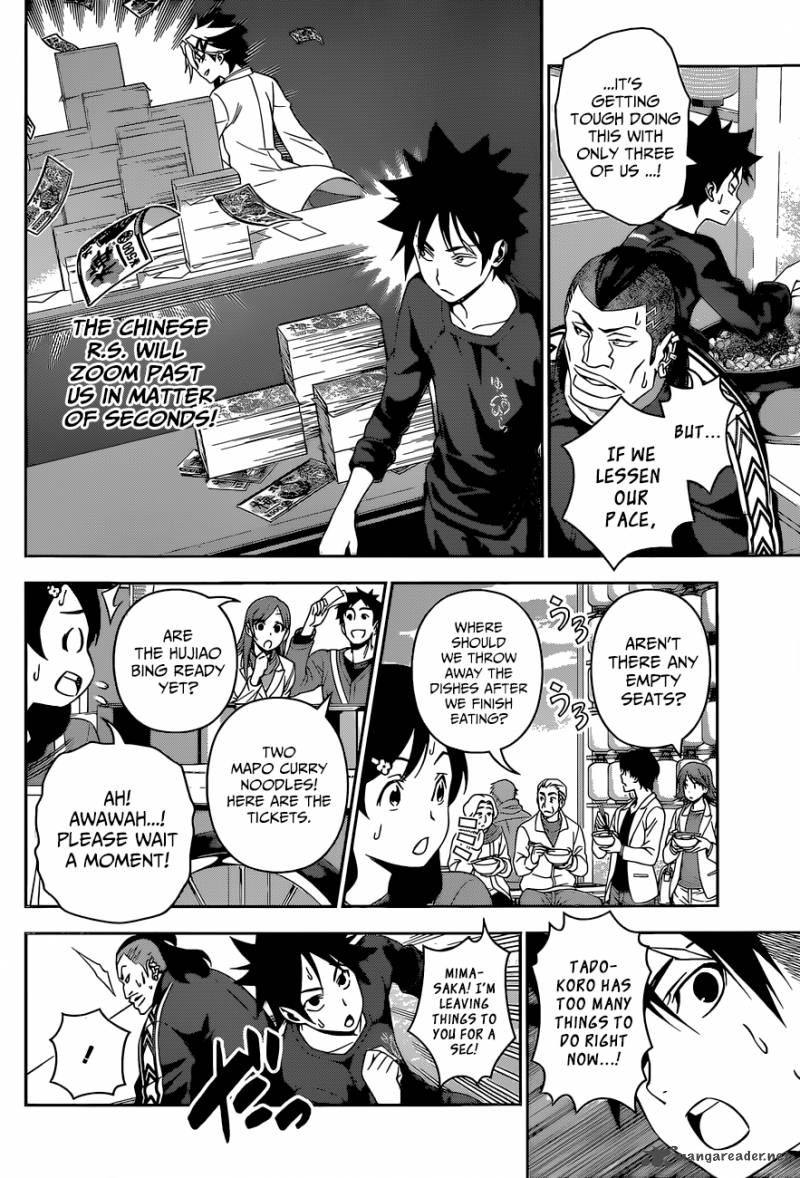 ...IT'S
GETTING
TOUGH DOING
THIS WITH
ONLY THREE
OF US ...!
BUT...
IF WE
LESSEN
OUR
PACE,
THE CHINESE
R.S. WILL
ZOOM PAST
US IN MATTER
OF SECONDS!
AREN'T
THERE ANY
EMPTY
SEATS?
WHERE
SHOULD
WE THROW
AWAY THE
DISHES AFTER
WE FINISH
EATING?
ARE
THE HUJIAO
BING READY
YET?
TWO
MAPO CURRY
NOODLES!
HERE ARE THE
TICKETS.
AH!
AWAWAH...!
PLEASE WAIT
A MOMENT!
TADO-
KORO HAS
TOO MANY
THINGS TO
DO RIGHT
NOW...!
MIMA-
SAKA! I'M
LEAVING
THINGS TO
YOU FOR A
SEC!
!
mangareader.net